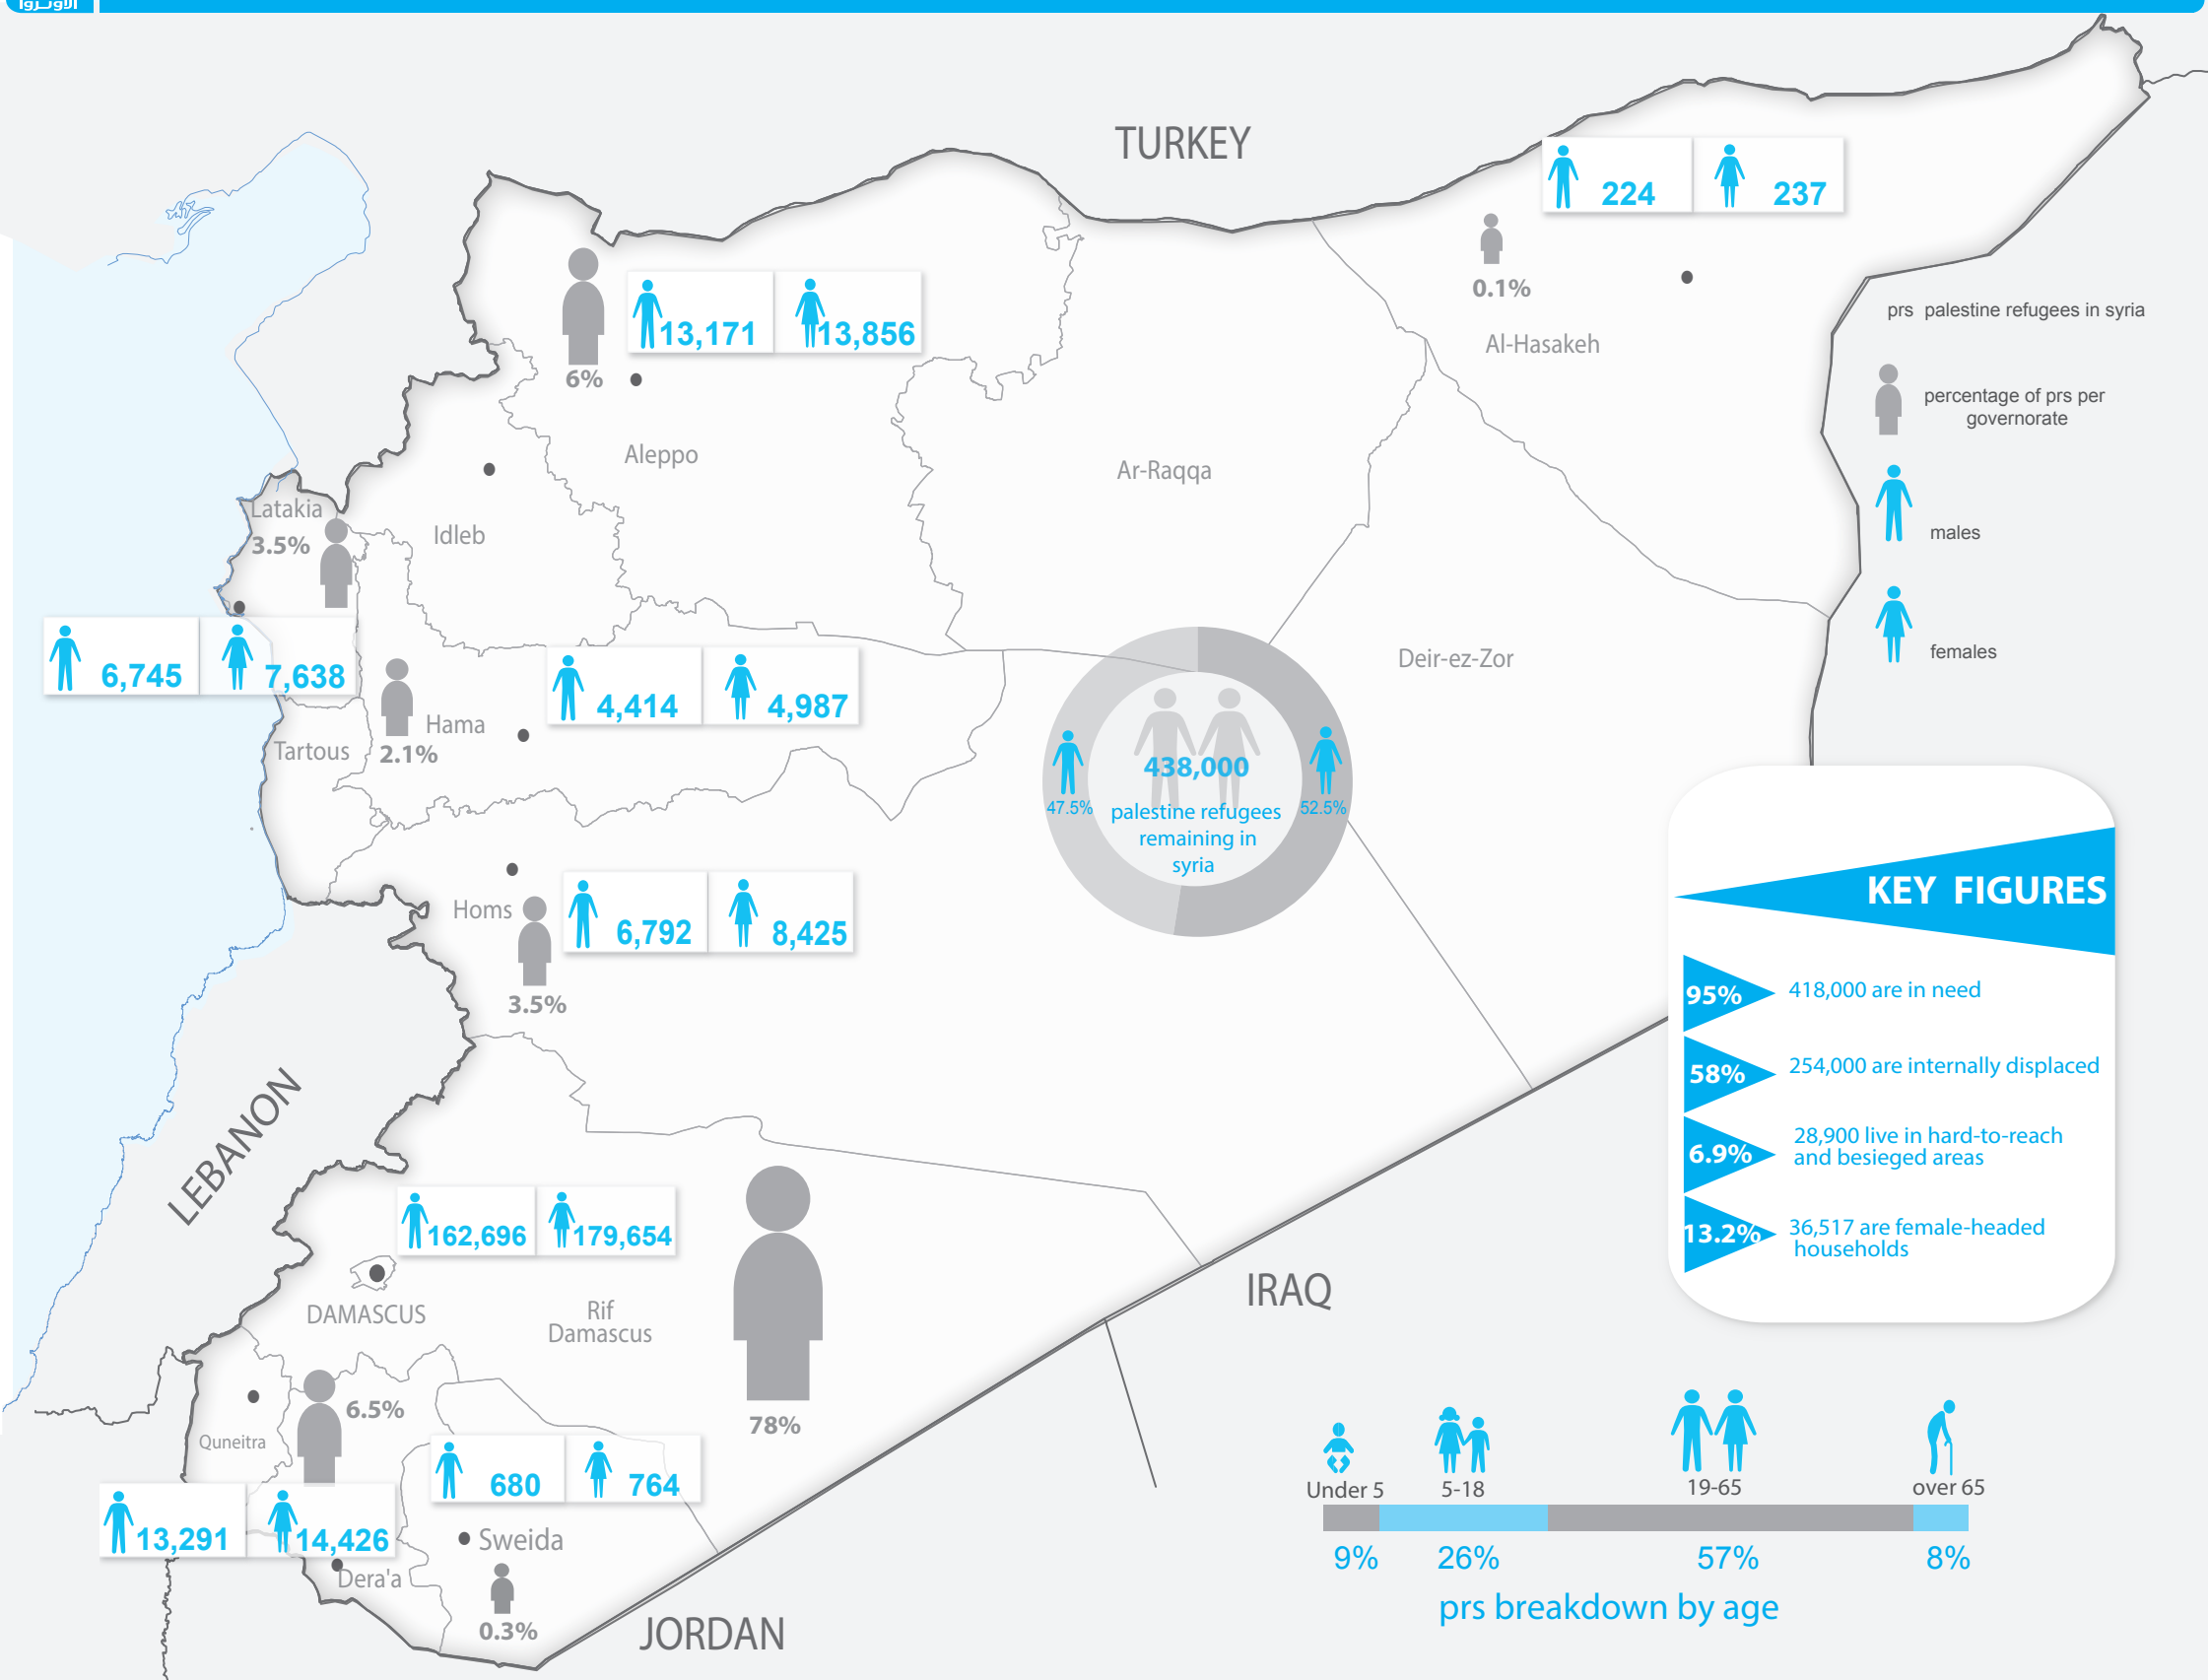 الأونروا
TURKEY
224
237
0.1%
Al-Hasakeh
13,171
13,856
6%
Aleppo
Ar-Raqqa
prs palestine refugees in syria
percentage of prs per
governorate
males
females
Latakia
3.5%
Idleb
6,745
7,638
4,414
4,987
Hama
2.1%
Tartous
Deir-ez-Zor
438,000
47.5%
52.5%
palestine refugees
remaining in
syria
Homs
6,792
8,425
3.5%
KEY FIGURES
95%
418,000 are in need
58%
254,000 are internally displaced
6.9%
28,900 live in hard-to-reach
and besieged areas
13.2%
36,517 are female-headed
households
LEBANON
162,696
179,654
DAMASCUS
Rif
Damascus
78%
IRAQ
6.5%
Quneitra
680
764
13,291
14,426
Sweida
Dera'a
0.3%
JORDAN
Under 5
5-18
19-65
over 65
9%
26%
57%
8%
prs breakdown by age